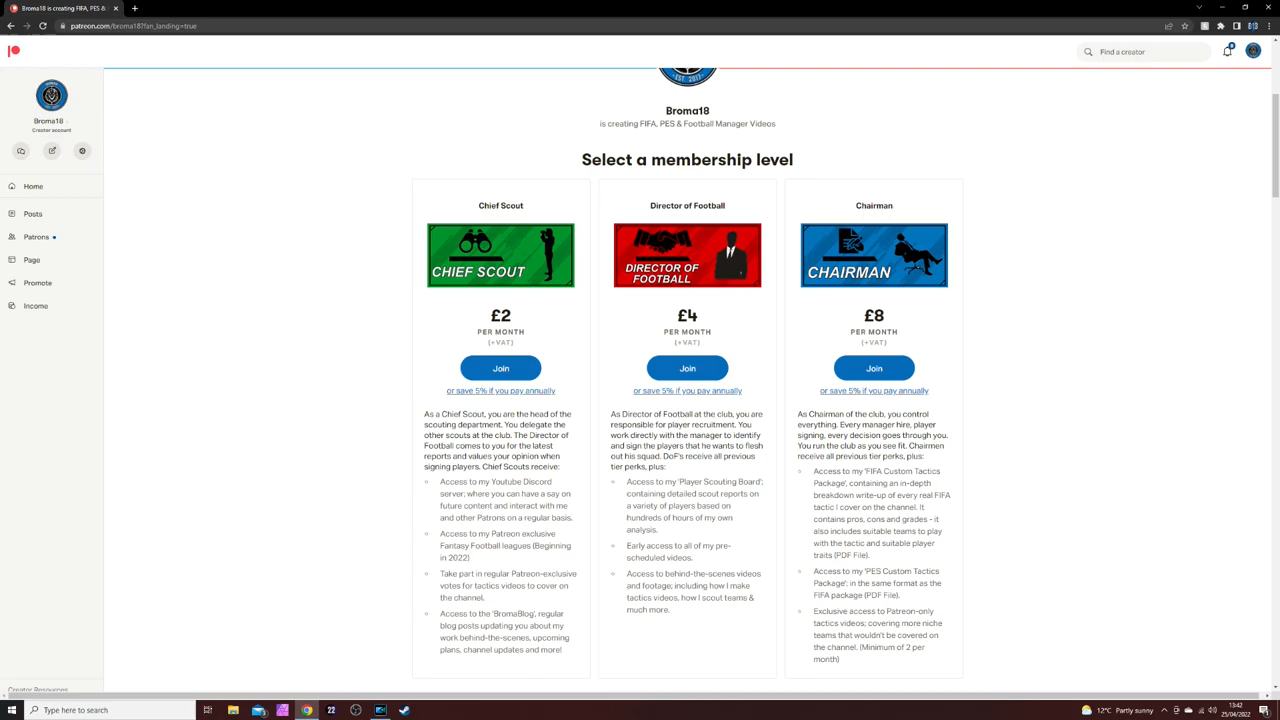 Broma18 is creating FIFA, PES &
patreon.com/broma18?fan_landing=true
Find a creator
EST 2017
Broma18
Creator account
Home
Posts
Patrons
Page
Promote
Income
Creator Resources
Broma18
is creating FIFA, PES & Football Manager Videos
Select a membership level
Chief Scout
CHIEF SCOUT
£2
PER MONTH
(+VAT)
Join
or save 5% if you pay annually
As a Chief Scout, you are the head of the
scouting department. You delegate the
other scouts at the club. The Director of
Football comes to you for the latest
reports and values your opinion when
signing players. Chief Scouts receive:
Access to my Youtube Discord
server; where you can have a say on
future content and interact with me
and other Patrons on a regular basis.
Access to my Patreon exclusive
Fantasy Football leagues (Beginning
in 2022)
Take part in regular Patreon-exclusive
votes for tactics videos to cover on
the channel.
Access to the 'BromaBlog', regular
blog posts updating you about my
work behind-the-scenes, upcoming
plans, channel updates and more!
Director of Football
DIRECTOR OF
FOOTBALL
£4
PER MONTH
(+VAT)
Join
or save 5% if you pay annually
As Director of Football at the club, you are
responsible for player recruitment. You
work directly with the manager to identify
and sign the players that he wants to flesh
out his squad. DoF's receive all previous
tier perks, plus:
Access to my 'Player Scouting Board';
containing detailed scout reports on
a variety of players based on
hundreds of hours of my own
analysis.
Early access to all of my pre-
scheduled videos.
Access to behind-the-scenes videos
and footage; including how I make
tactics videos, how I scout teams &
much more.
Chairman
CHAIRMAN
£8
PER MONTH
(+VAT)
Join
or save 5% if you pay annually
As Chairman of the club, you control
everything. Every manager hire, player
signing, every decision goes through you.
You run the club as you see fit. Chairmen
receive all previous tier perks, plus:
Access to my 'FIFA Custom Tactics
Package', containing an in-depth
breakdown write-up of every real FIFA
tactic I cover on the channel. It
contains pros, cons and grades - it
also includes suitable teams to play
with the tactic and suitable player
traits (PDF File).
Access to my 'PES Custom Tactics
Package'; in the same format as the
FIFA package (PDF File).
Exclusive access to Patreon-only
tactics videos; covering more niche
teams that wouldn't be covered on
the channel. (Minimum of 2 per
month)
Type here to search
22
12°C Partly sunny
13:42
25/04/2022